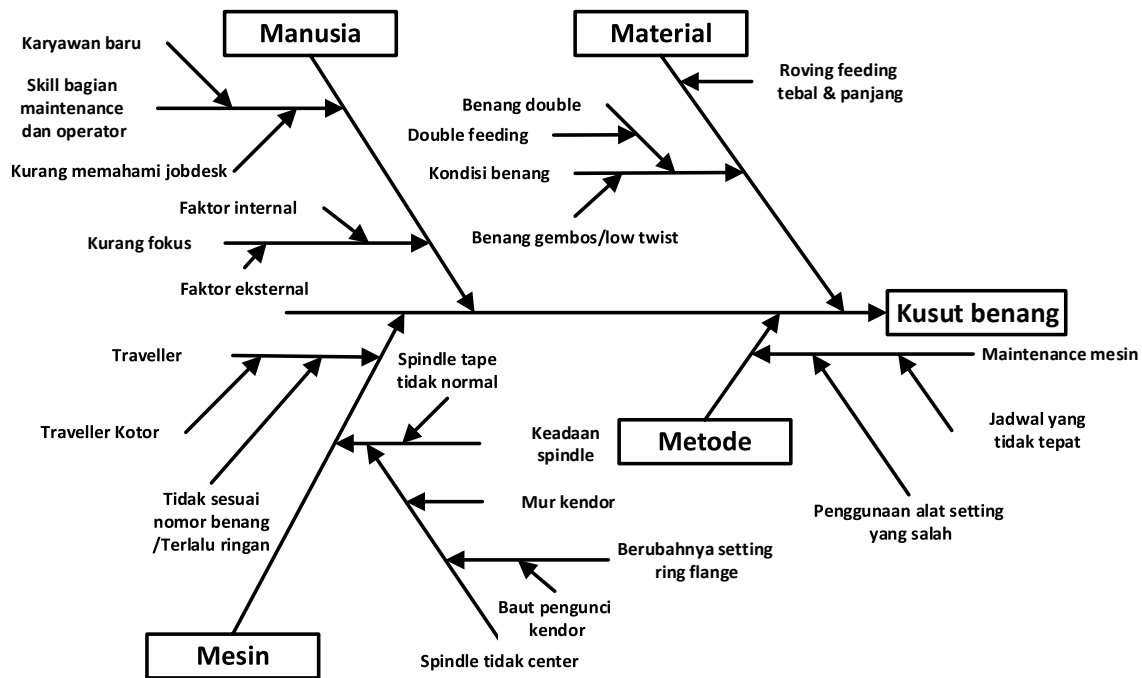 Manusia
Karyawan baru
Skill bagian
maintenance
dan operator
Kurang memahami jobdesk
Faktor internal
Kurang fokus
Faktor eksternal
Material
Roving feeding
tebal & panjang
Benang double
Double feeding
Kondisi benang
Benang gembos/low twist
Kusut benang
Traveller
Traveller Kotor
Tidak sesuai
nomor benang
/Terlalu ringan
Spindle tape
tidak normal
Keadaan
spindle
Mur kendor
Berubahnya setting
ring flange
Baut pengunci
kendor
Spindle tidak center
Mesin
Maintenance mesin
Jadwal yang
tidak tepat
Penggunaan alat setting
yang salah
Metode